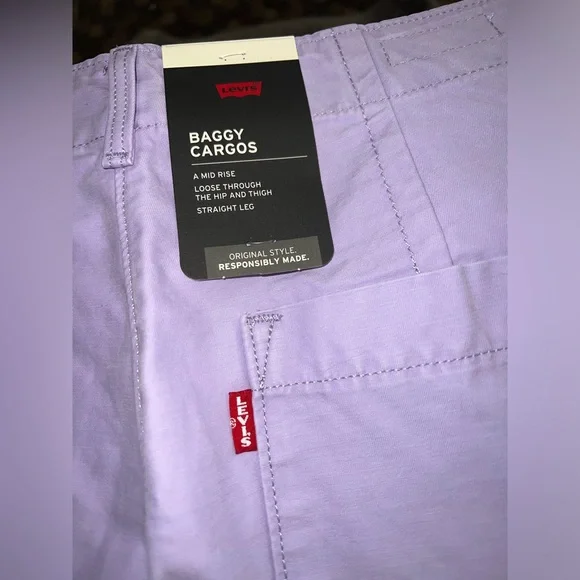 Levi's
BAGGY
CARGOS
A MID RISE
LOOSE THROUGH
THE HIP AND THIGH
STRAIGHT LEG
ORIGINAL STYLE.
RESPONSIBLY MADE.
LEVI'S
®